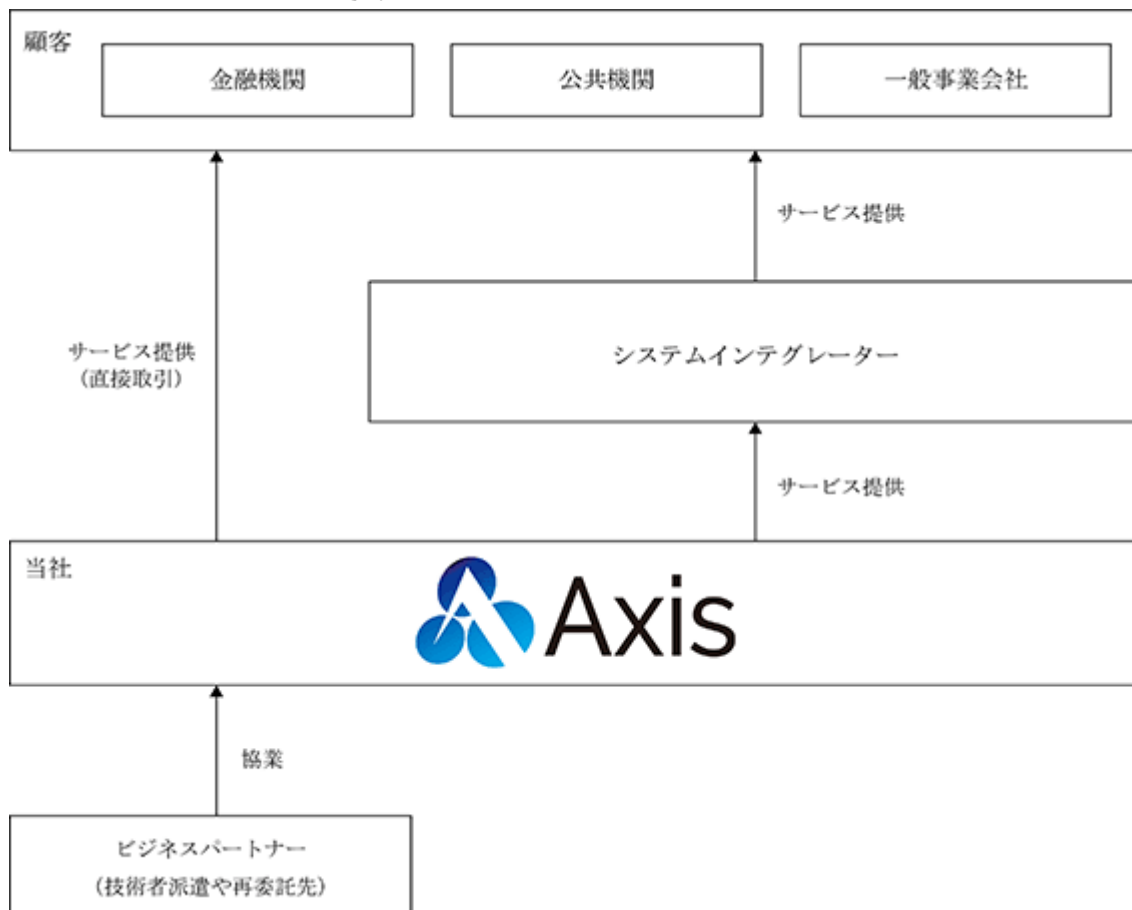 顧客
金融機関
公共機関
一般事業会社
サービス提供
サービス提供
(直接取引)
システムインテグレーター
サービス提供
当社
Axis
協業
ビジネスパートナー
(技術者派遣や再委託先)